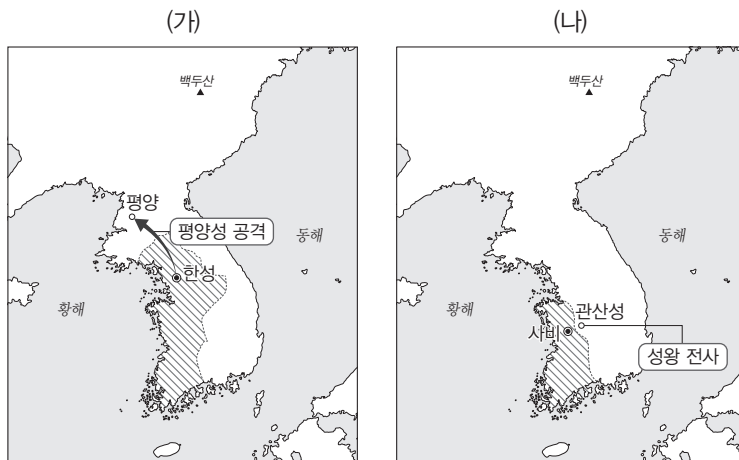 (가)
백두산
평양
평양성 공격
동해
한성
황해
(나)
백두산
동해
황해
관산성
사비
성왕 전사